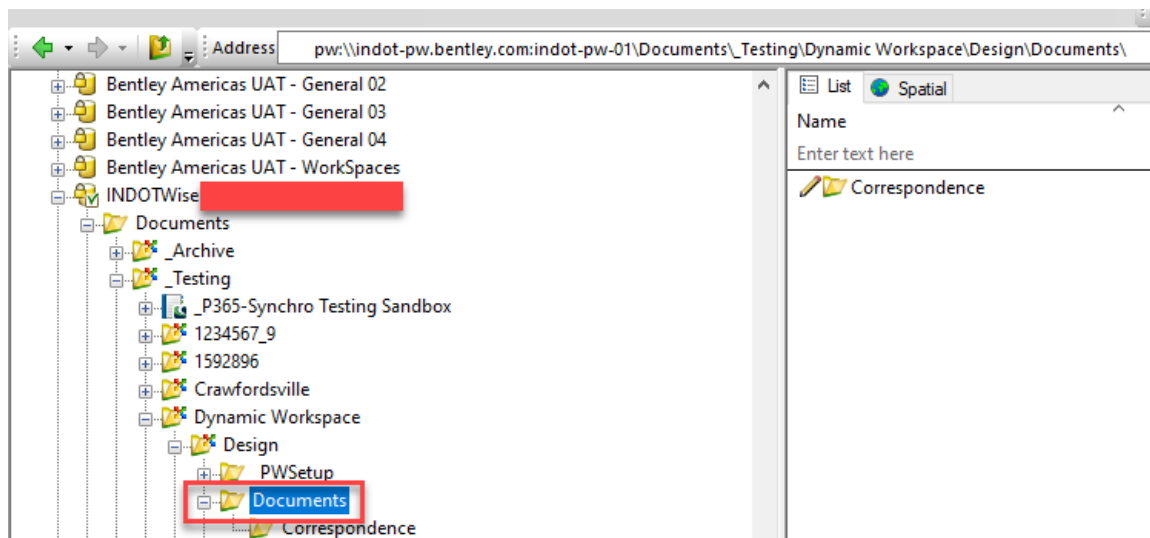 Address pw:\\indot-pw.bentley.com:indot-pw-01\Documents\_Testing\Dynamic Workspace\Design\Documents\
Bentley Americas UAT - General 02
Bentley Americas UAT - General 03
Bentley Americas UAT - General 04
Bentley Americas UAT - WorkSpaces
INDOTWise
Documents
_Archive
_Testing
_P365-Synchro Testing Sandbox
1234567_9
1592896
Crawfordsville
Dynamic Workspace
Design
_PWSetup
Documents
Correspondence
List Spatial
Name
Enter text here
Correspondence